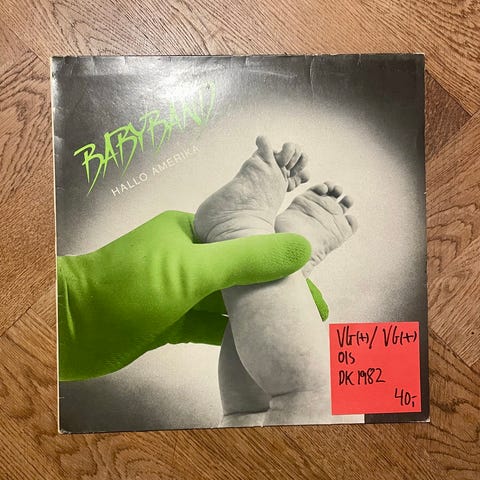 BABYBAND
HALLO AMERIKA
VG(+)/ VG(+)
OIS
DK 1982
40,-